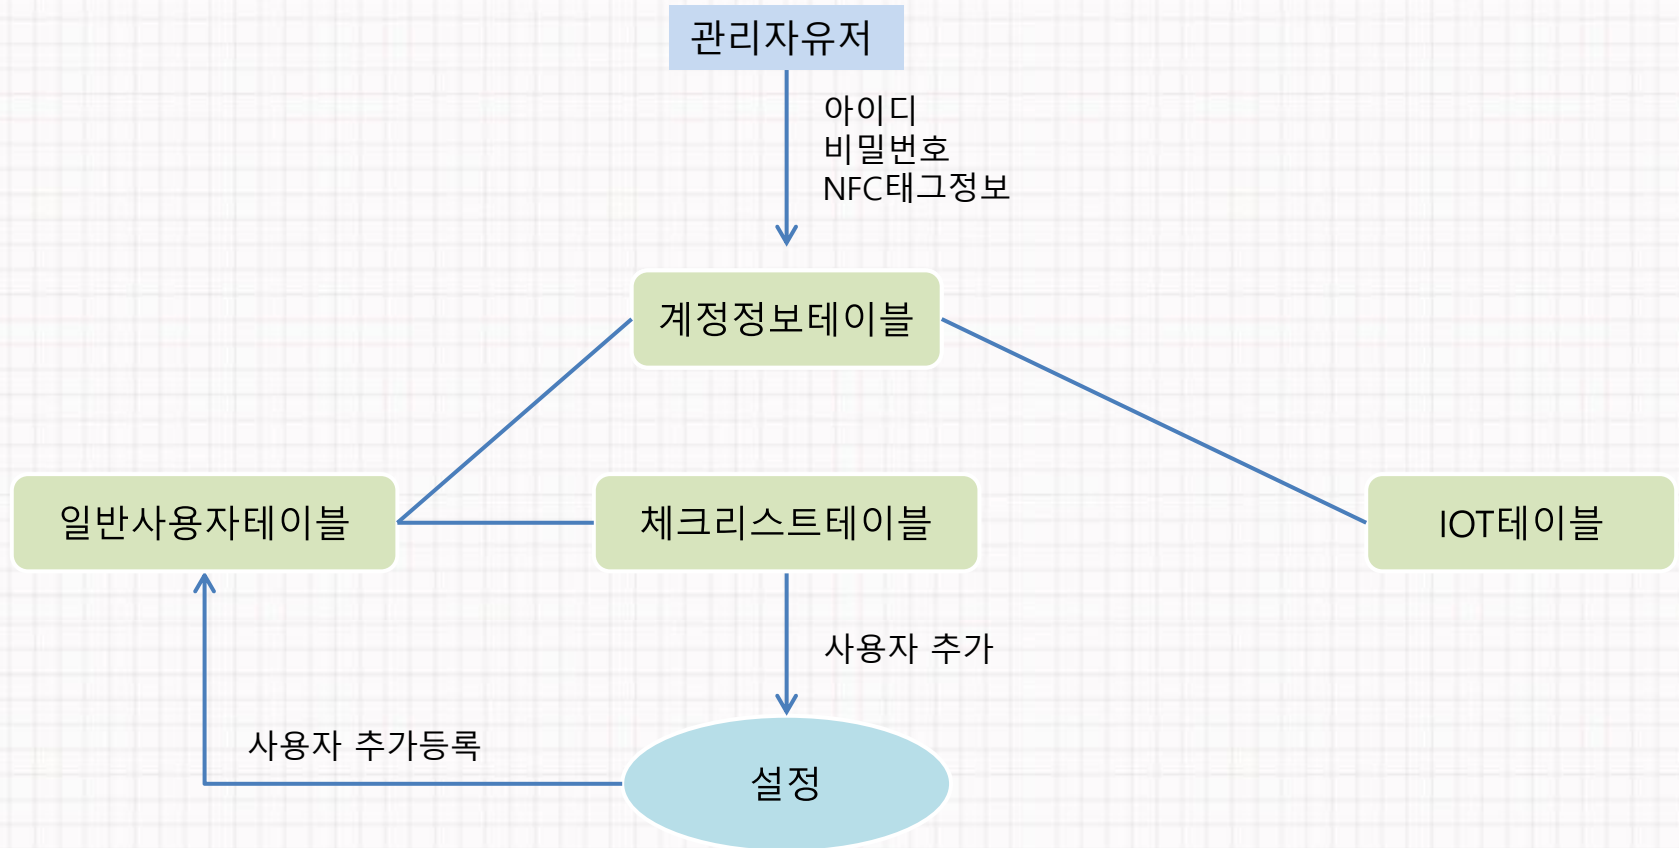 관리자유저
아이디
비밀번호
NFC태그정보
계정정보테이블
일반사용자테이블
체크리스트테이블
IOT테이블
사용자 추가
사용자 추가등록
설정